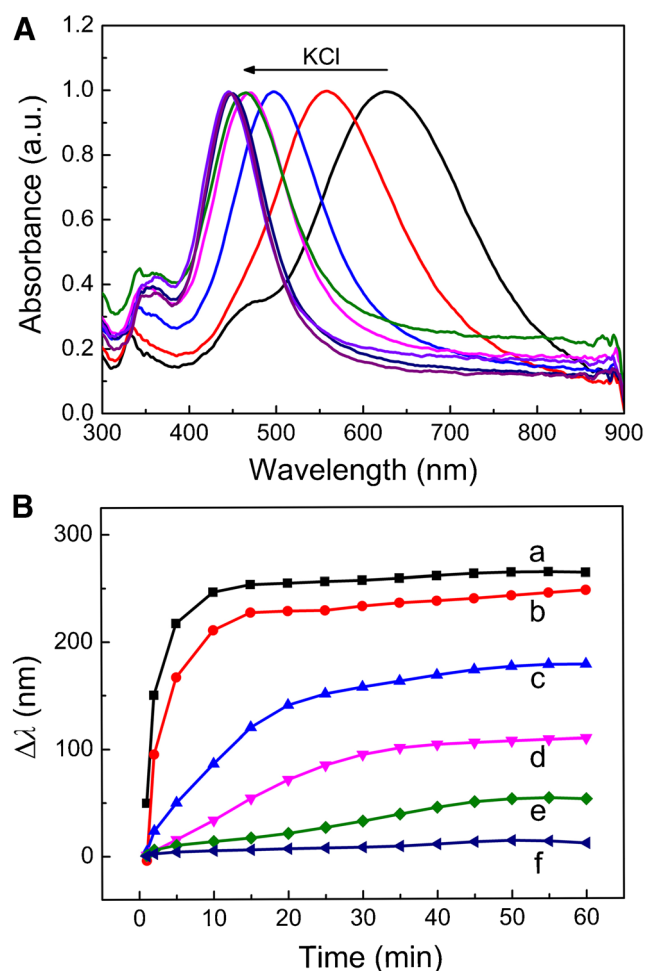 A
1.2
KCl
1.0
0.8
0.6
0.4
0.2
0.0
Absorbance (a.u.)
300 400 500 600 700 800 900
Wavelength (nm)
B
300
200
100
0
Δλ (nm)
a
b
c
d
e
f
0 10 20 30 40 50 60
Time (min)